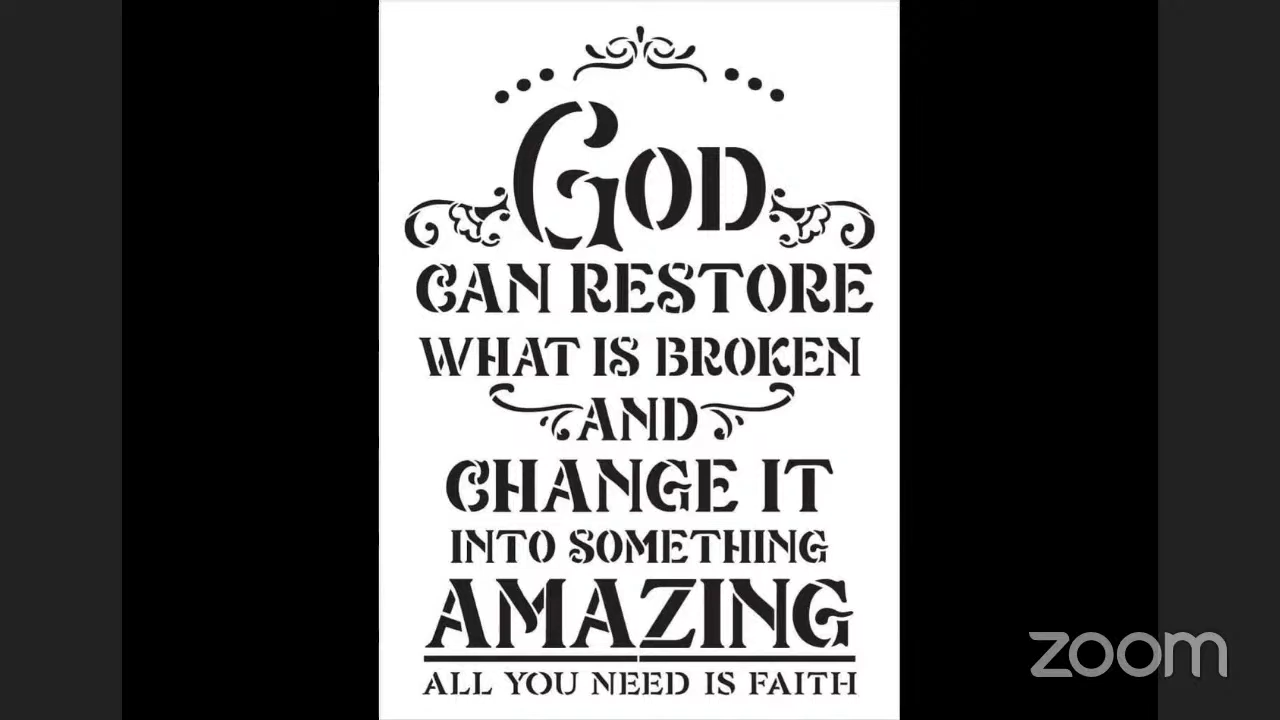 GOD
CAN RESTORE
WHAT IS BROKEN
AND
CHANGE IT
INTO SOMETHING
AMAZING
ALL YOU NEED IS FAITH
zoom